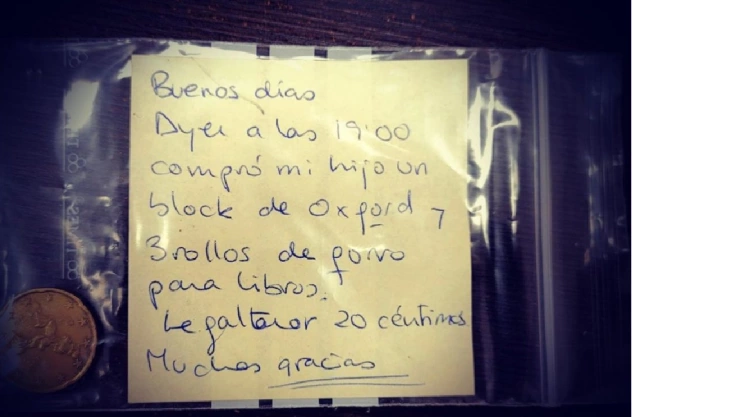 Buenos días
Ayer a las 19:00
compró mi hijo un
block de Oxford y
3 rollos de forro
para libros.
Le faltaron 20 céntimos
Muchas gracias